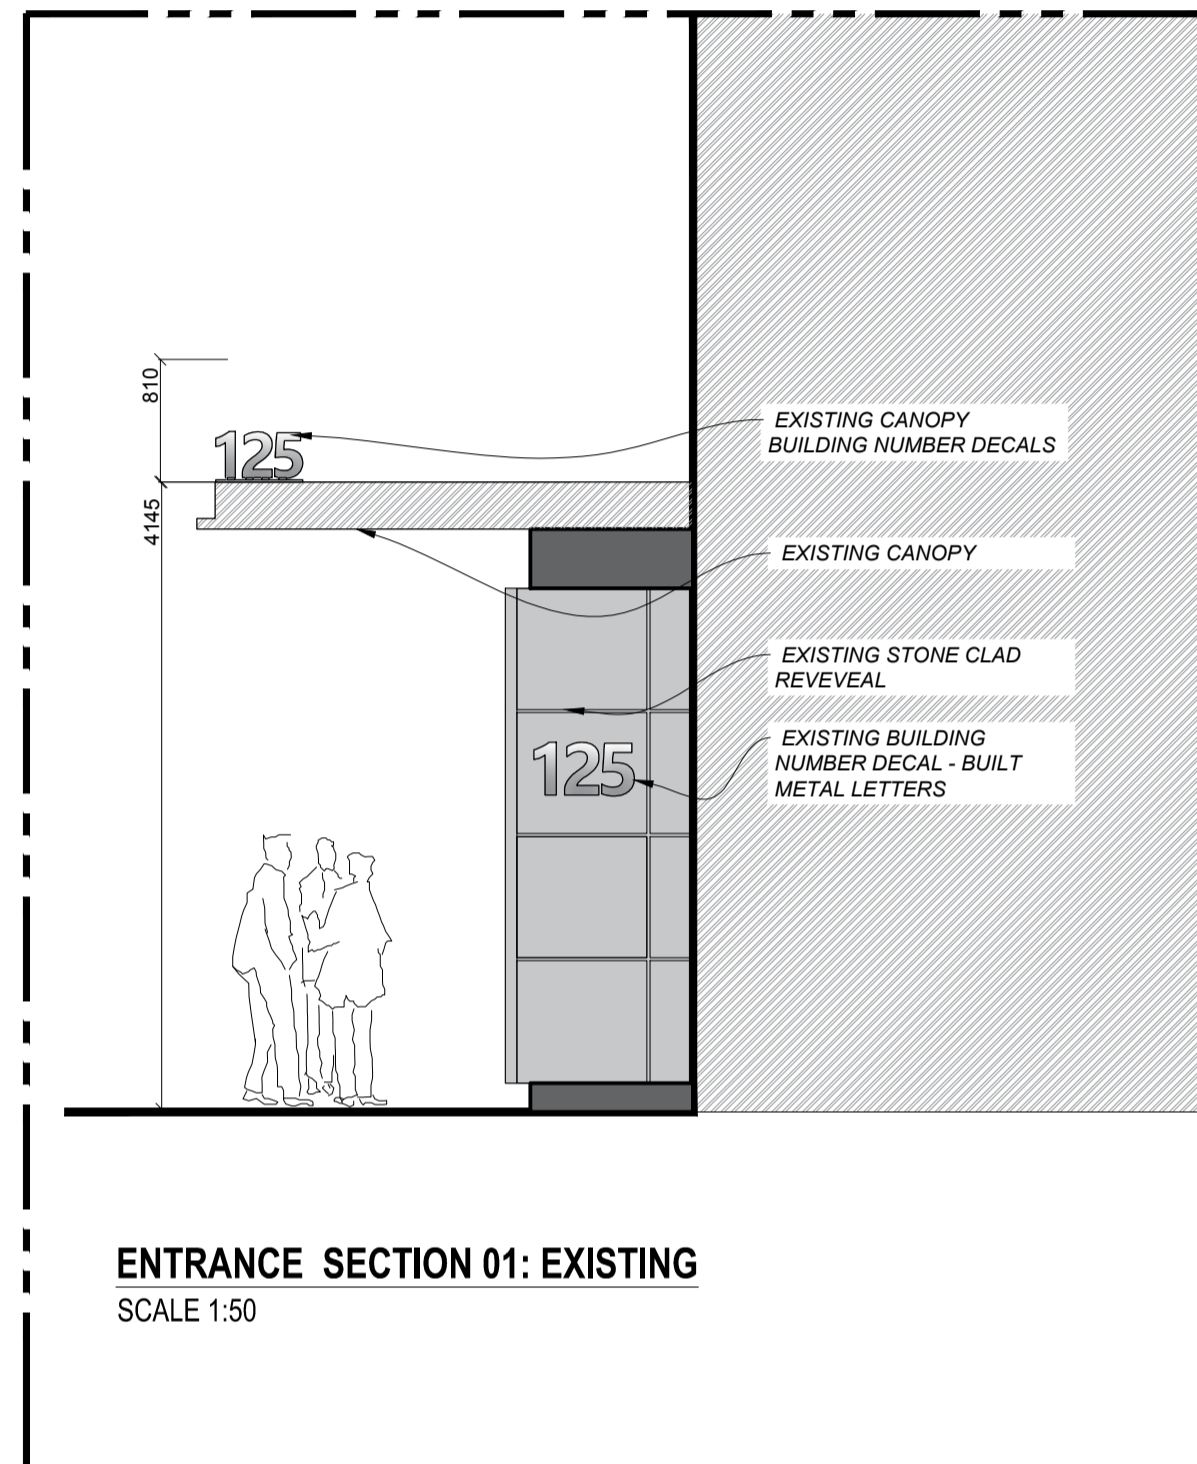 810
125
4145
EXISTING CANOPY
BUILDING NUMBER DECALS
EXISTING CANOPY
EXISTING STONE CLAD
REVEVEAL
125
EXISTING BUILDING
NUMBER DECAL - BUILT
METAL LETTERS
ENTRANCE SECTION 01: EXISTING
SCALE 1:50